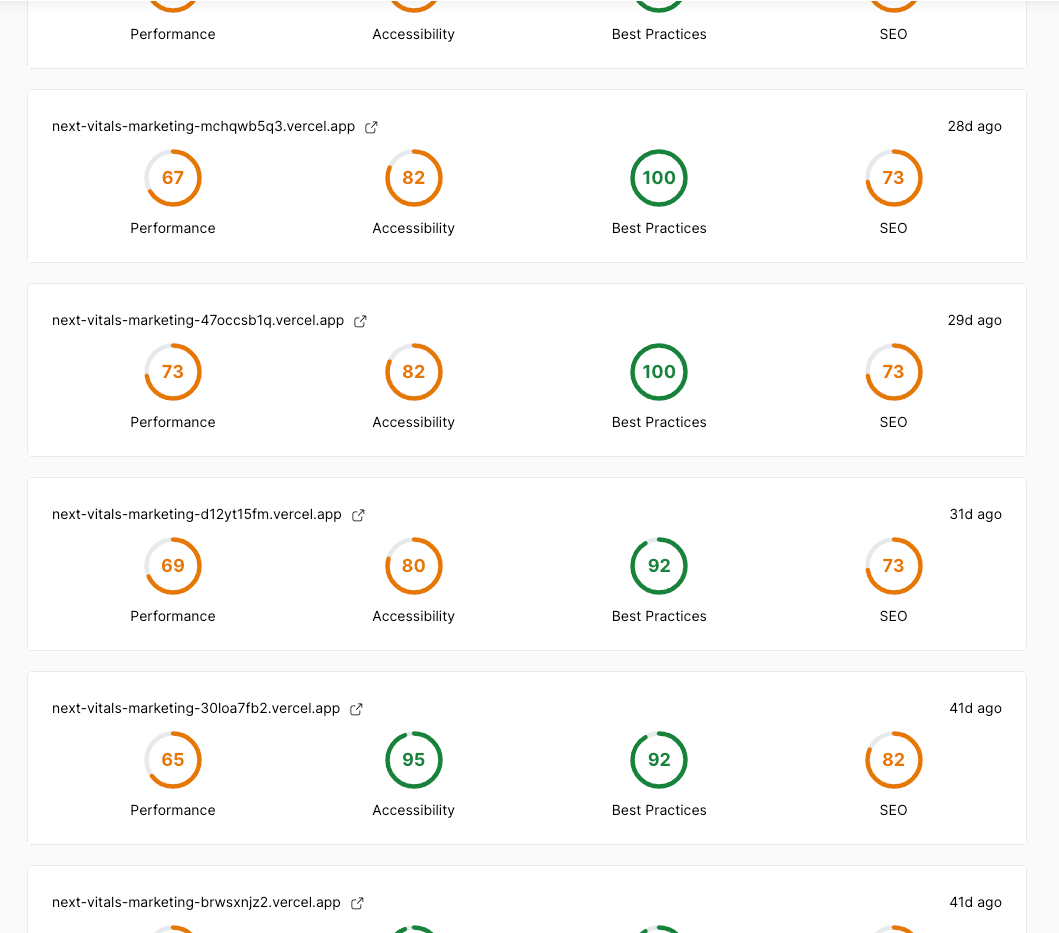 Performance Accessibility Best Practices SEO
next-vitals-marketing-mchqwb5q3.vercel.app 28d ago
67 82 100 73
Performance Accessibility Best Practices SEO
next-vitals-marketing-47occsb1q.vercel.app 29d ago
73 82 100 73
Performance Accessibility Best Practices SEO
next-vitals-marketing-d12yt15fm.vercel.app 31d ago
69 80 92 73
Performance Accessibility Best Practices SEO
next-vitals-marketing-30loa7fb2.vercel.app 41d ago
65 95 92 82
Performance Accessibility Best Practices SEO
next-vitals-marketing-brwsxnjz2.vercel.app 41d ago